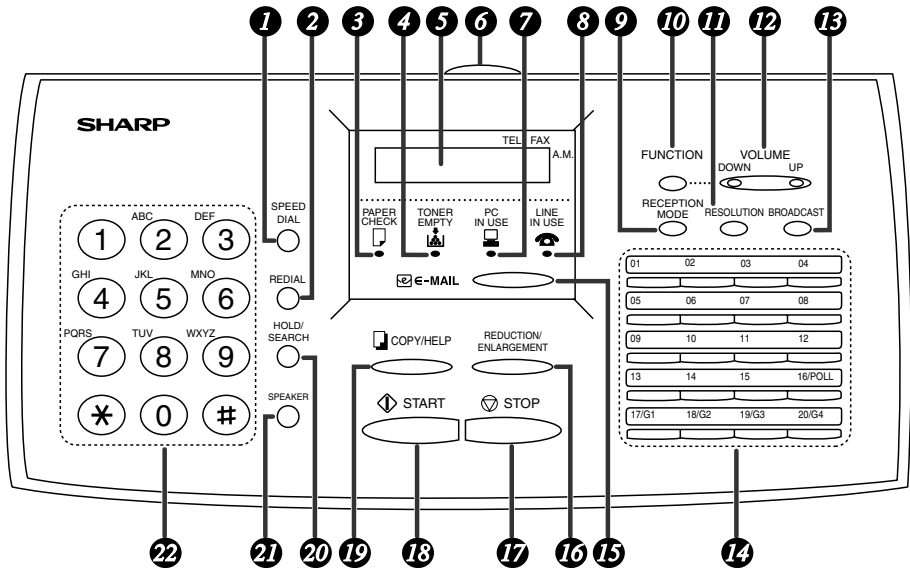 1 2 3 4 5 6 7 8 9 10 11 12 13
SHARP
TEL FAX
A.M.
FUNCTION VOLUME
DOWN UP
PAPER CHECK
TONER EMPTY
PC IN USE
LINE IN USE
RECEPTION MODE
RESOLUTION BROADCAST
E-MAIL
SPEED DIAL
REDIAL
HOLD/
SEARCH
SPEAKER
ABC DEF
1 2 3
GHI JKL MNO
4 5 6
PQRS TUV WXYZ
7 8 9
* 0 #
COPY/HELP
REDUCTION/
ENLARGEMENT
START STOP
01 02 03 04
05 06 07 08
09 10 11 12
13 14 15 16/POLL
17/G1 18/G2 19/G3 20/G4
22 21 20 19 18 17 16 15 14